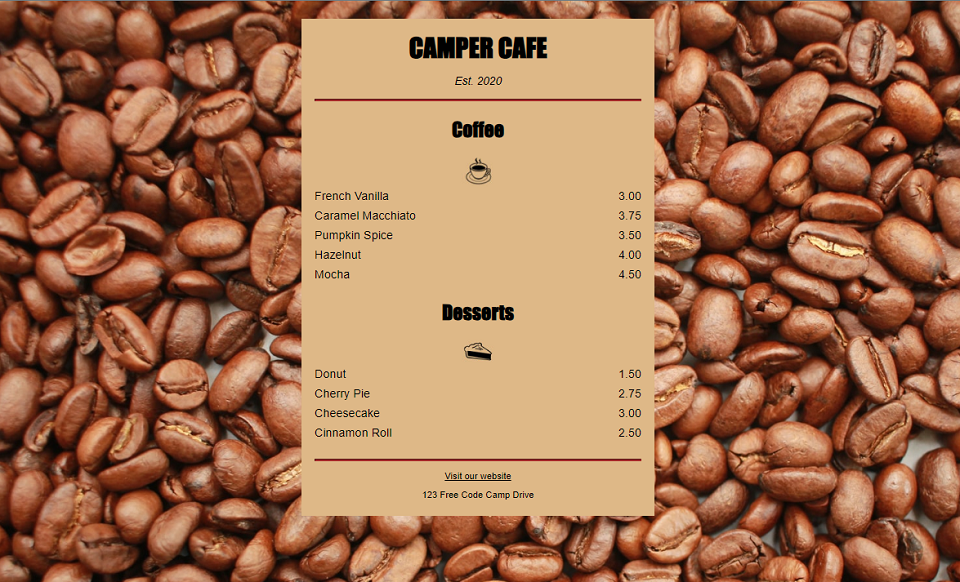 CAMPER CAFE
Est. 2020
Coffee
French Vanilla 3.00
Caramel Macchiato 3.75
Pumpkin Spice 3.50
Hazelnut 4.00
Mocha 4.50
Desserts
Donut 1.50
Cherry Pie 2.75
Cheesecake 3.00
Cinnamon Roll 2.50
Visit our website
123 Free Code Camp Drive